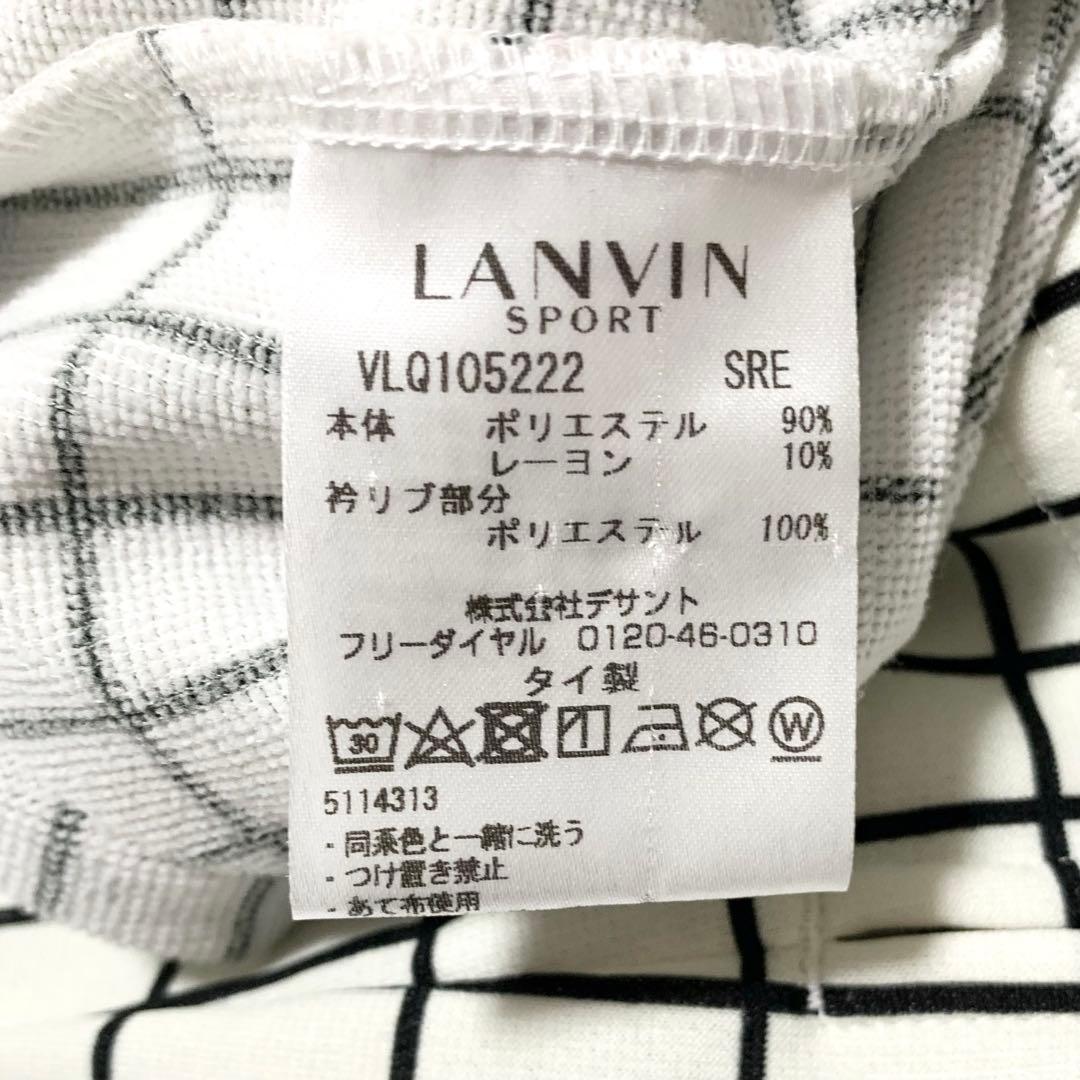 LANVIN
SPORT
VLQ105222 SRE
本体 ポリエステル 90%
レーヨン 10%
衿リブ部分
ポリエステル 100%
株式会社デサント
フリーダイヤル 0120-46-0310
タイ製
30 1 W
5114313
・同系色と一緒に洗う
・つけ置き禁止
・あて布使用